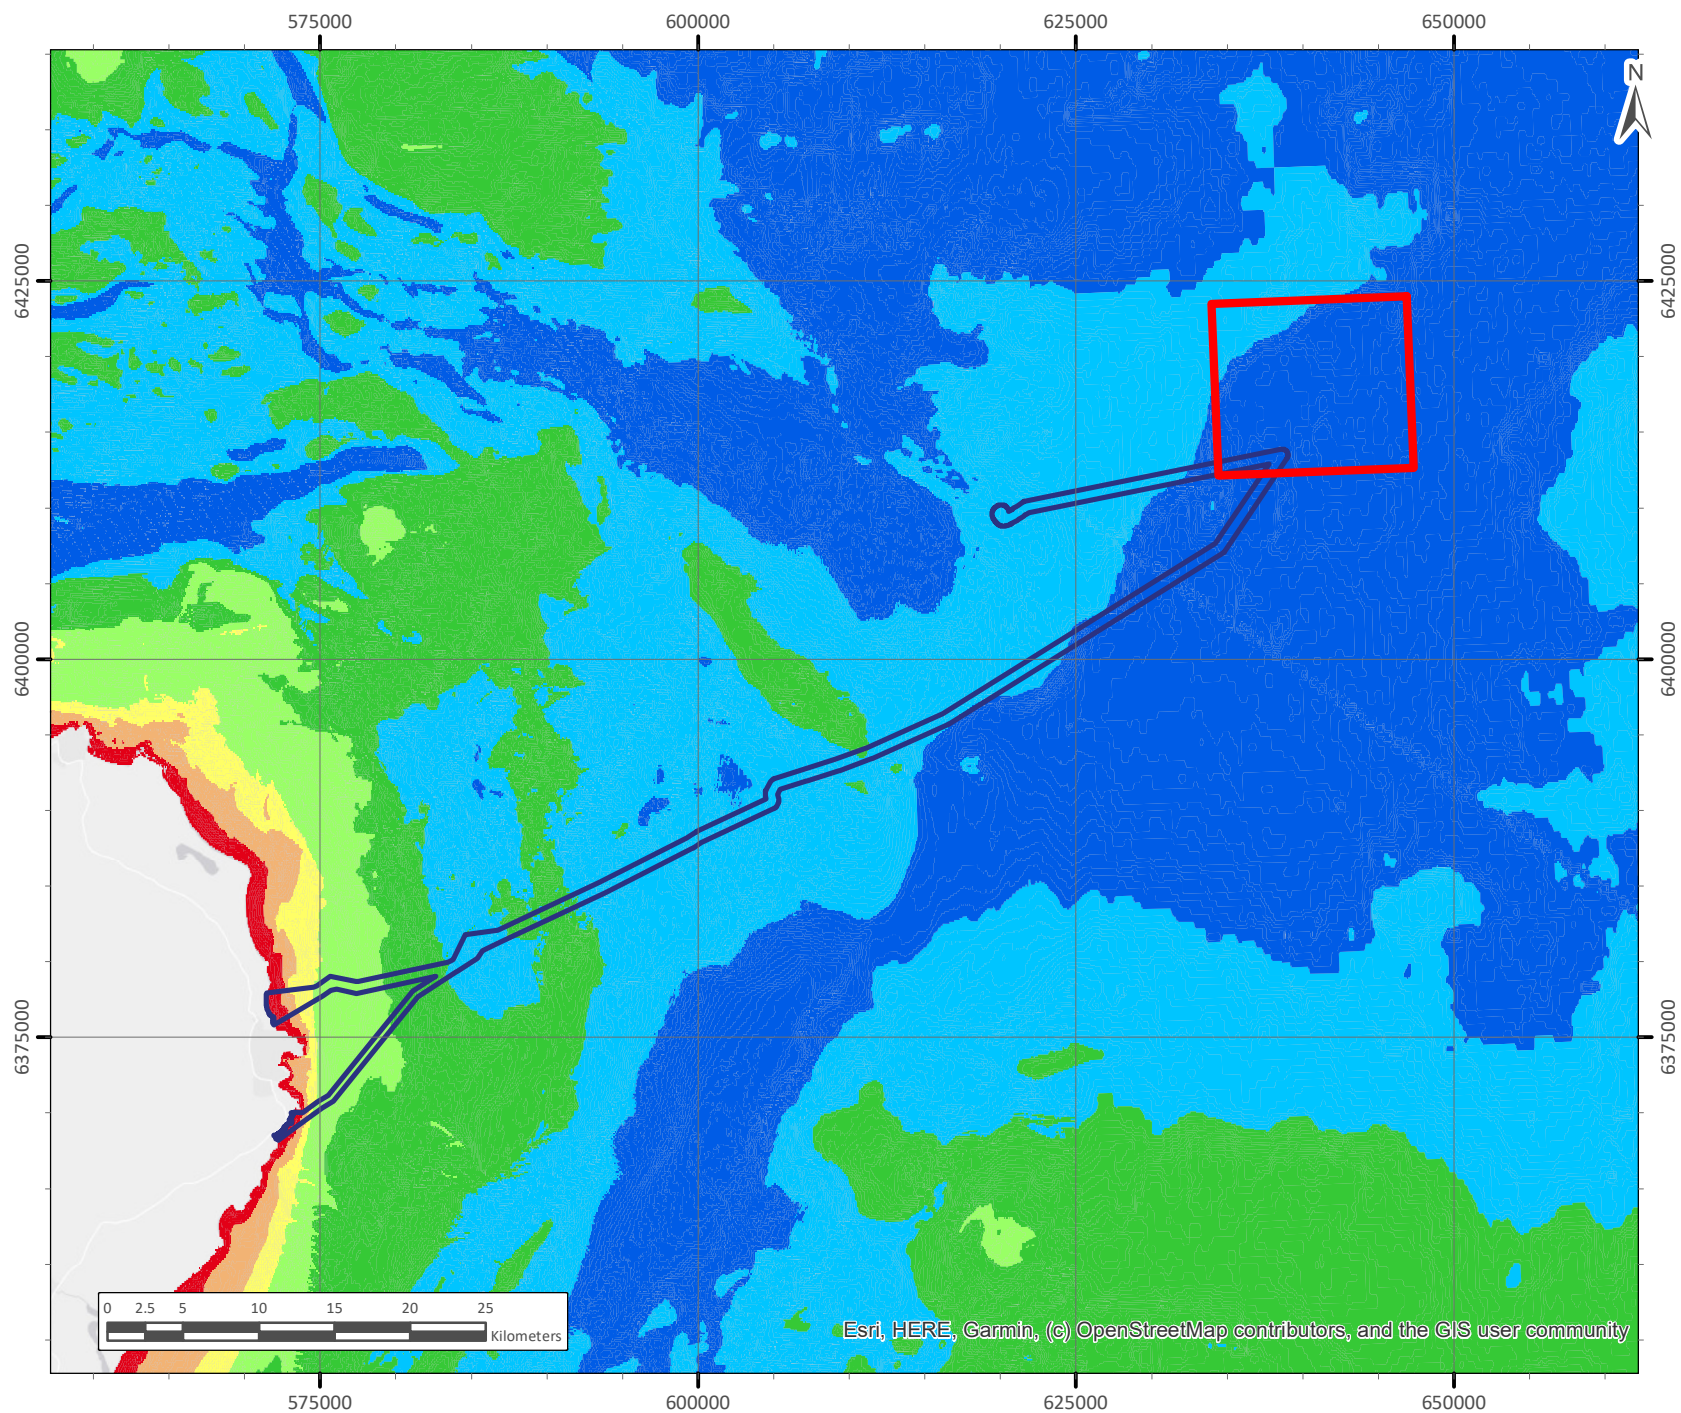 575000 600000 625000 650000
N
6425000 6425000
6400000 6400000
6375000 6375000
0 2.5 5 10 15 20 25
Kilometers
Esri, HERE, Garmin, (c) OpenStreetMap contributors, and the GIS user community
575000 600000 625000 650000